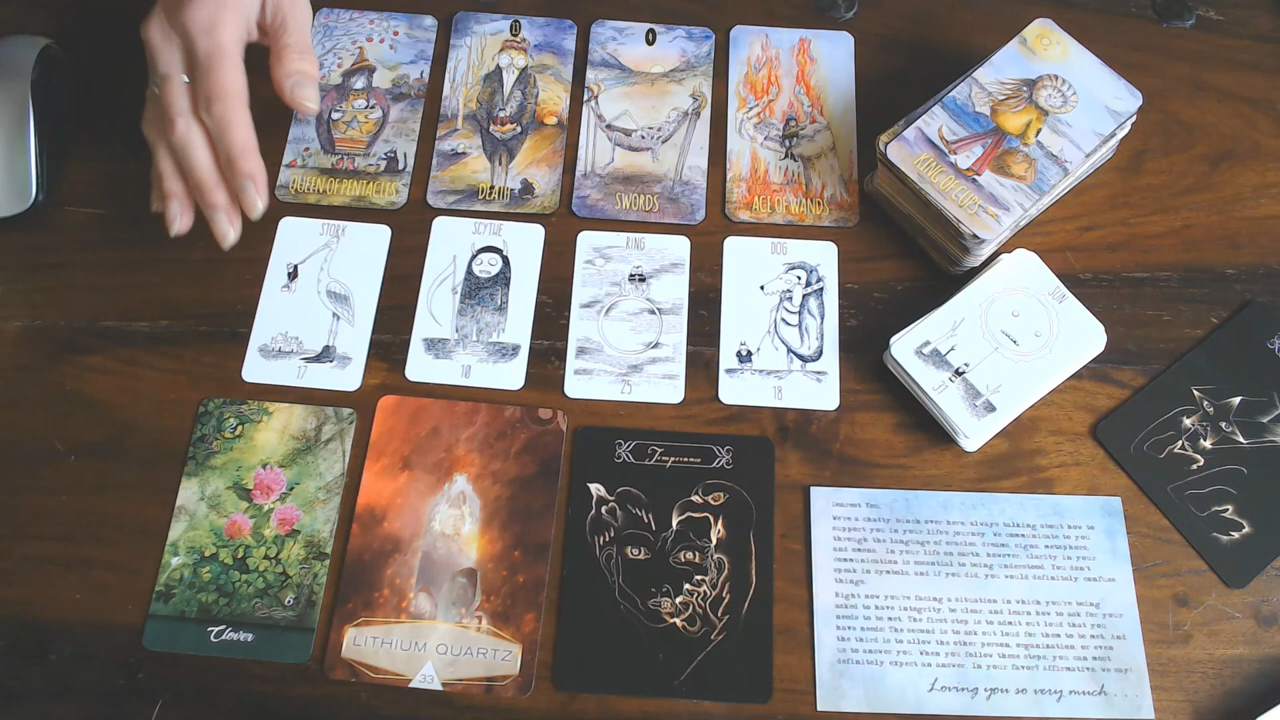 QUEEN OF PENTACLES
13
DEATH
0
SWORDS
ACE OF WANDS
KING OF CUPS
STORK
17
SCYTHE
10
RING
25
DOG
18
SUN
31
6
Clover
LITHIUM QUARTZ
33
Temperance
Dearest You,
We're a chatty bunch over here, always talking about how to
support you in your life's journey. We communicate to you
through the language of oracles, dreams, signs, metaphors,
and omens. In your life on earth, however, clarity in your
communication is essential to being understood. You don't
speak in symbols, and if you did, you would definitely confuse
things.
Right now you're facing a situation in which you're being
asked to have integrity, be clear, and learn how to ask for your
needs to be met. The first step is to admit out loud that you
have needs! The second is to ask out loud for them to be met. And
the third is to allow the other person, organization, or even
us to answer you. When you follow these steps, you can most
definitely expect an answer. In your favor? Affirmative, we say!
Loving you so very much . . .